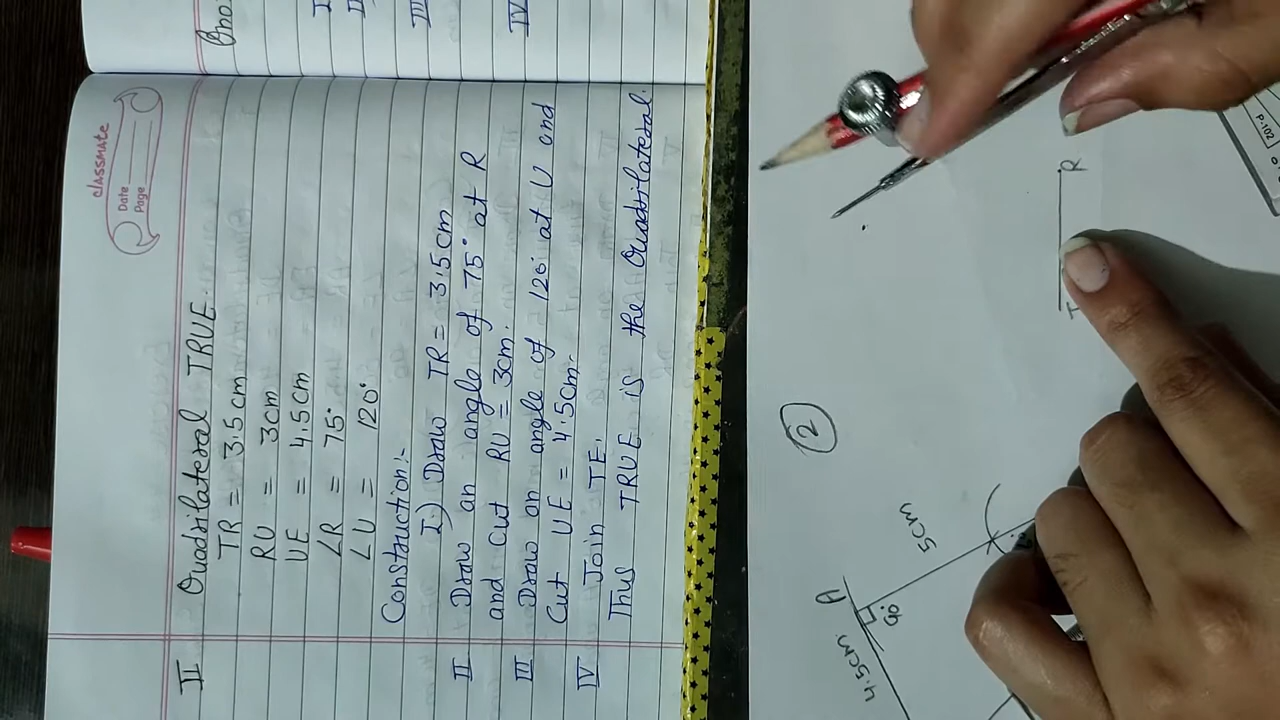 CLASSMATE
Date
Page
II Quadrilateral TRUE.
TR = 3.5 cm
RU = 3cm
UE = 4.5cm
∠R = 75°
∠U = 120°
Construction:-
I.) Draw TR = 3.5cm
II Draw an angle of 75° at R
and cut RU = 3cm.
III Draw an angle of 120° at U and
Cut UE = 4.5cm.
IV Join TE.
Thus TRUE is the Quadrilateral.
III
IV
2
T R
A
90°
5cm
4.5cm
P-102